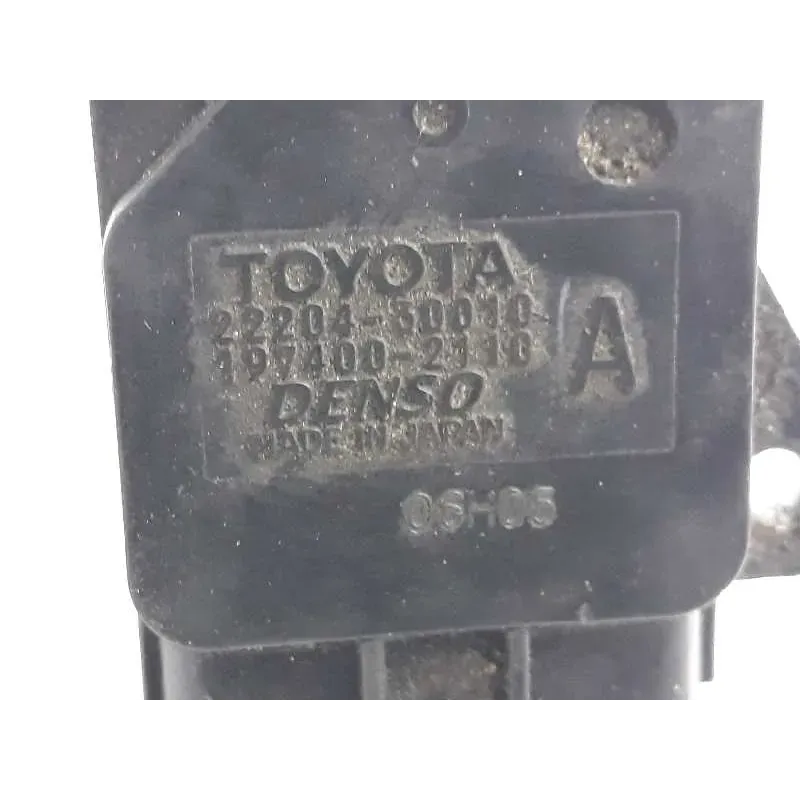 TOYOTA
22204-30010
197400-2110
A
DENSO
MADE IN JAPAN
06H05